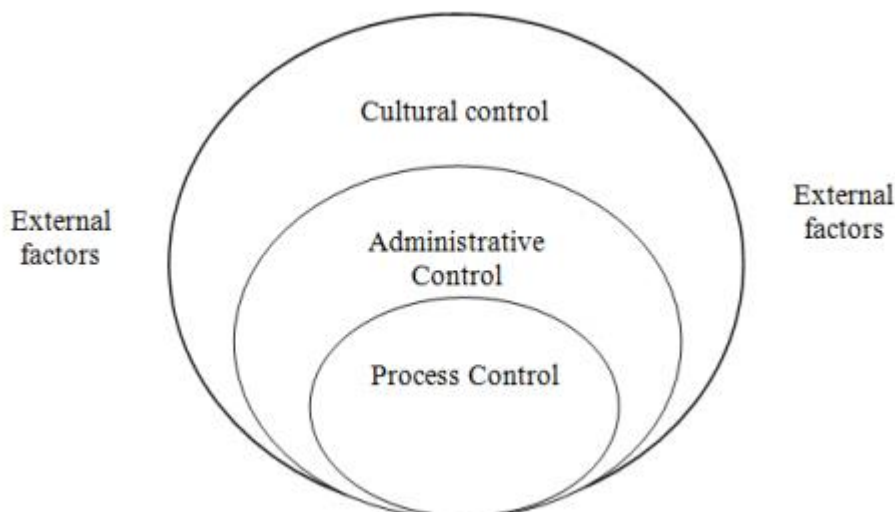 Cultural control
External
factors
External
factors
Administrative
Control
Process Control